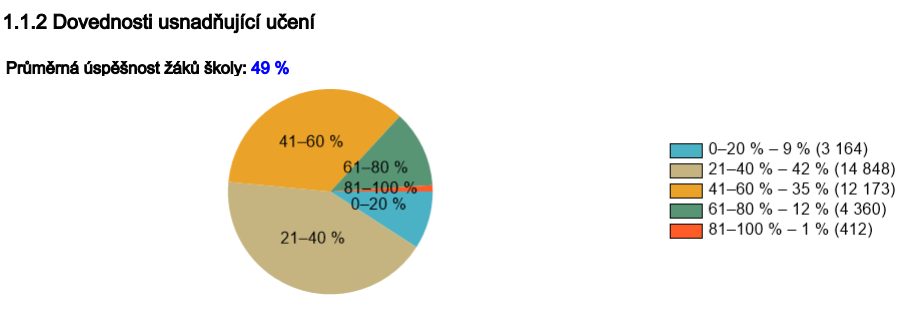 1.1.2 Dovednosti usnadňující učení
Průměrná úspěšnost žáků školy: 49 %
41–60 %
61–80 %
81–100 %
0–20 %
21–40 %
0–20 % – 9 % (3 164)
21–40 % – 42 % (14 848)
41–60 % – 35 % (12 173)
61–80 % – 12 % (4 360)
81–100 % – 1 % (412)